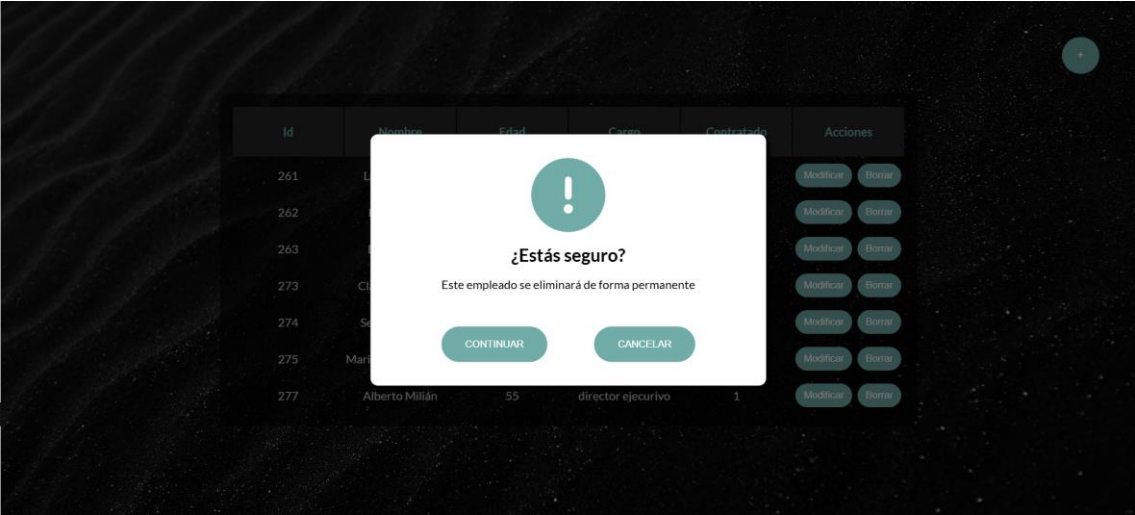 +
Id Nombre Edad Cargo Contratado Acciones
261 Modificar Borrar
262 Modificar Borrar
263 Modificar Borrar
273 Modificar Borrar
274 Modificar Borrar
275 Modificar Borrar
277 Alberto Milián 55 director ejecurivo 1 Modificar Borrar
!
¿Estás seguro?
Este empleado se eliminará de forma permanente
CONTINUAR CANCELAR